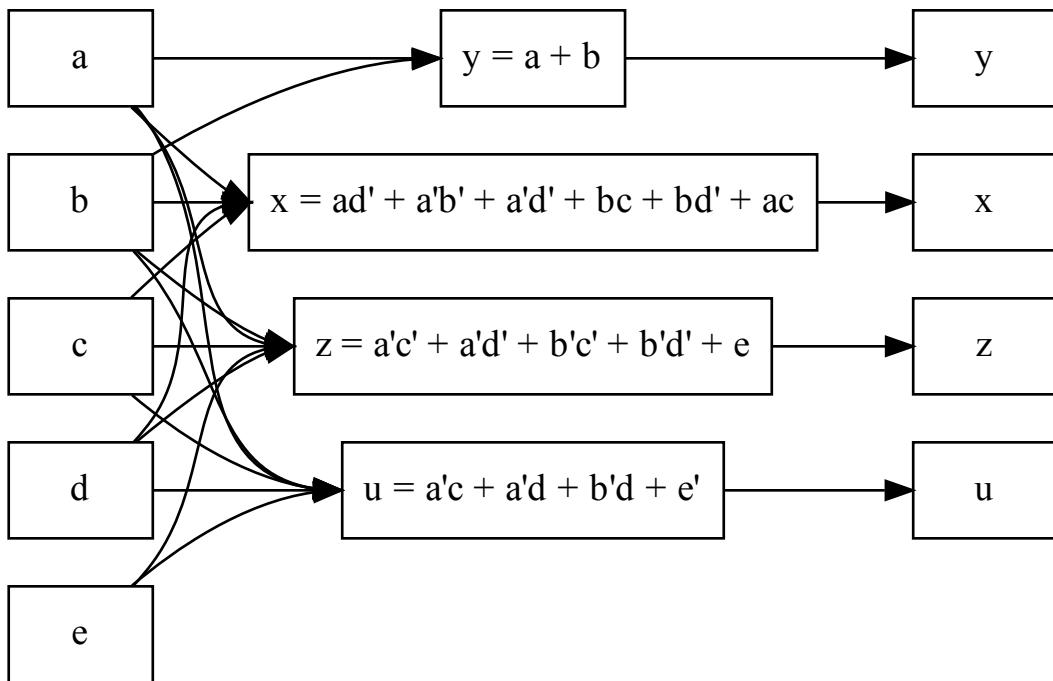 a
y = a + b
y
b
x = ad' + a'b' + a'd' + bc + bd' + ac
x
c
z = a'c' + a'd' + b'c' + b'd' + e
z
d
u = a'c + a'd + b'd + e'
u
e